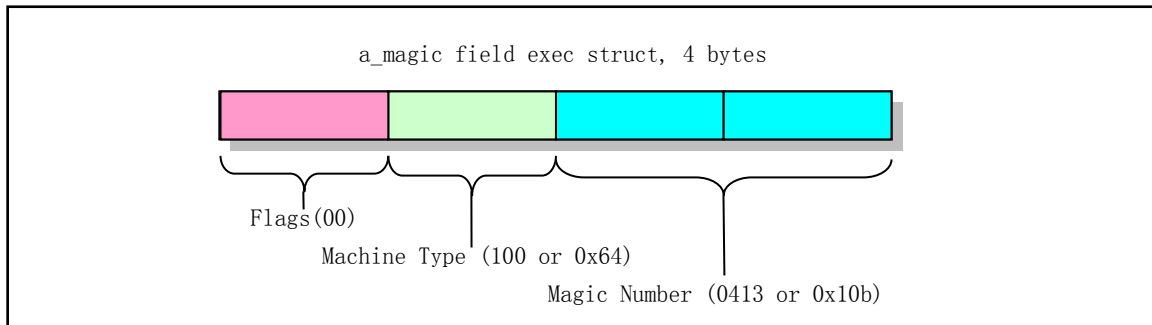 a_magic field exec struct, 4 bytes
Flags(00)
Machine Type (100 or 0x64)
Magic Number (0413 or 0x10b)